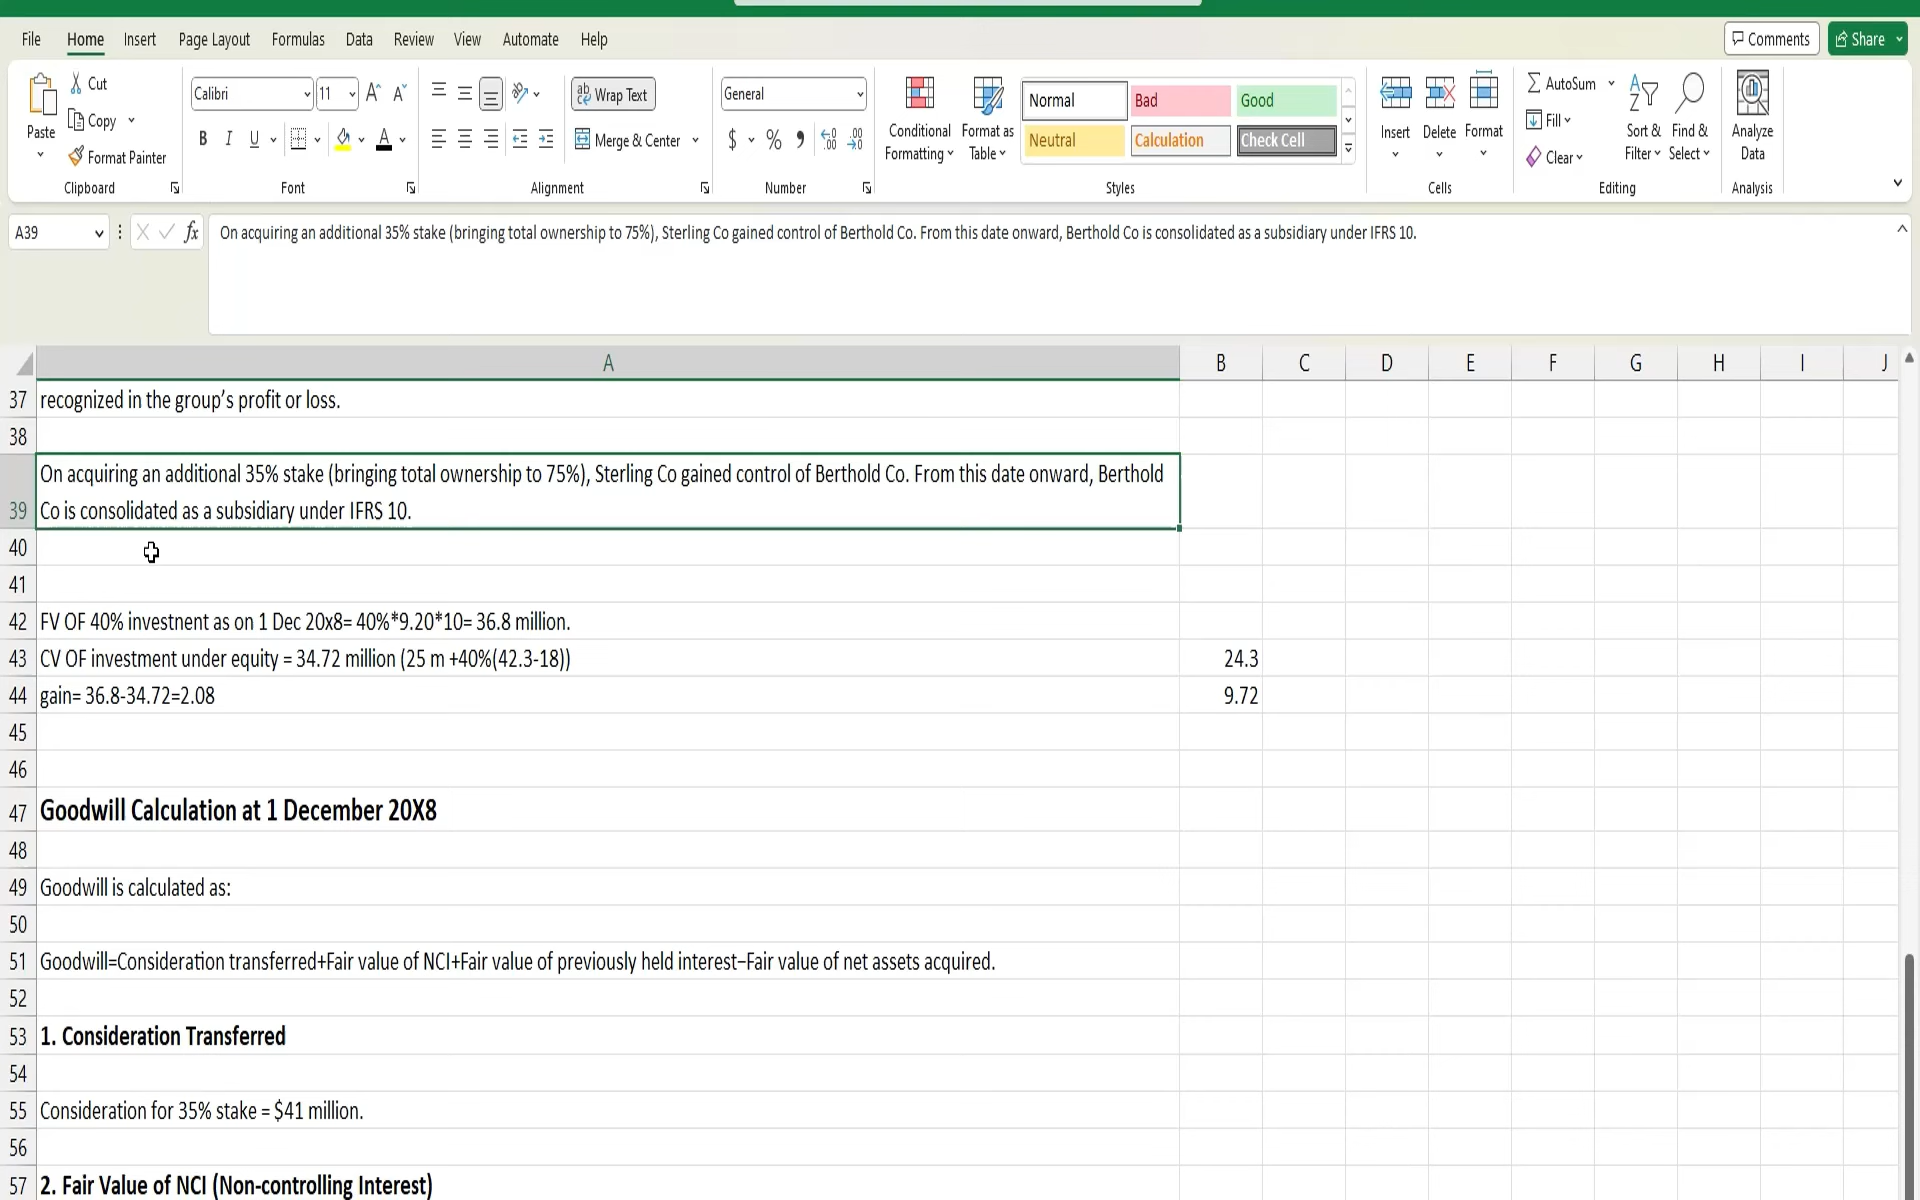 File Home Insert Page Layout Formulas Data Review View Automate Help Comments Share
Cut Calibri 11 Wrap Text General Normal Bad Good AutoSum
Copy Fill
Paste B I U Merge & Center $ % Conditional Formatting Format as Table Neutral Calculation Check Cell Insert Delete Format Sort & Filter Find & Select Analyze Data
Format Painter Clear
Clipboard Font Alignment Number Styles Cells Editing Analysis
A39 fx On acquiring an additional 35% stake (bringing total ownership to 75%), Sterling Co gained control of Berthold Co. From this date onward, Berthold Co is consolidated as a subsidiary under IFRS 10.
A B C D E F G H I J
37 recognized in the group’s profit or loss.
38
On acquiring an additional 35% stake (bringing total ownership to 75%), Sterling Co gained control of Berthold Co. From this date onward, Berthold
39 Co is consolidated as a subsidiary under IFRS 10.
40
41
42 FV OF 40% investnent as on 1 Dec 20x8= 40%*9.20*10= 36.8 million.
43 CV OF investment under equity = 34.72 million (25 m +40%(42.3-18)) 24.3
44 gain= 36.8-34.72=2.08 9.72
45
46
47 Goodwill Calculation at 1 December 20X8
48
49 Goodwill is calculated as:
50
51 Goodwill=Consideration transferred+Fair value of NCI+Fair value of previously held interest−Fair value of net assets acquired.
52
53 1. Consideration Transferred
54
55 Consideration for 35% stake = $41 million.
56
57 2. Fair Value of NCI (Non-controlling Interest)